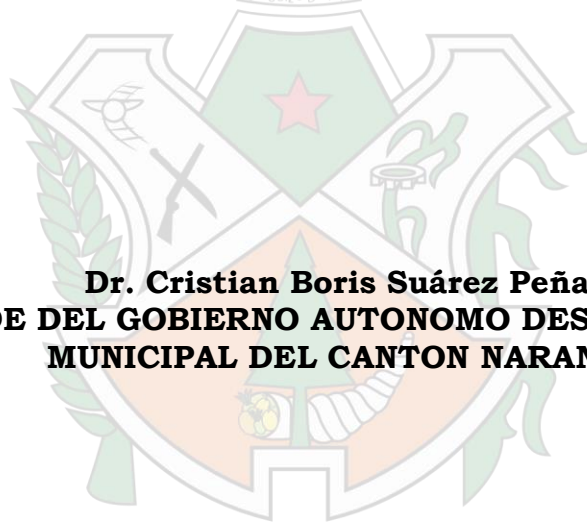 Dr. Cristian Boris Suárez Peña
DE DEL GOBIERNO AUTONOMO DES
MUNICIPAL DEL CANTON NARAN